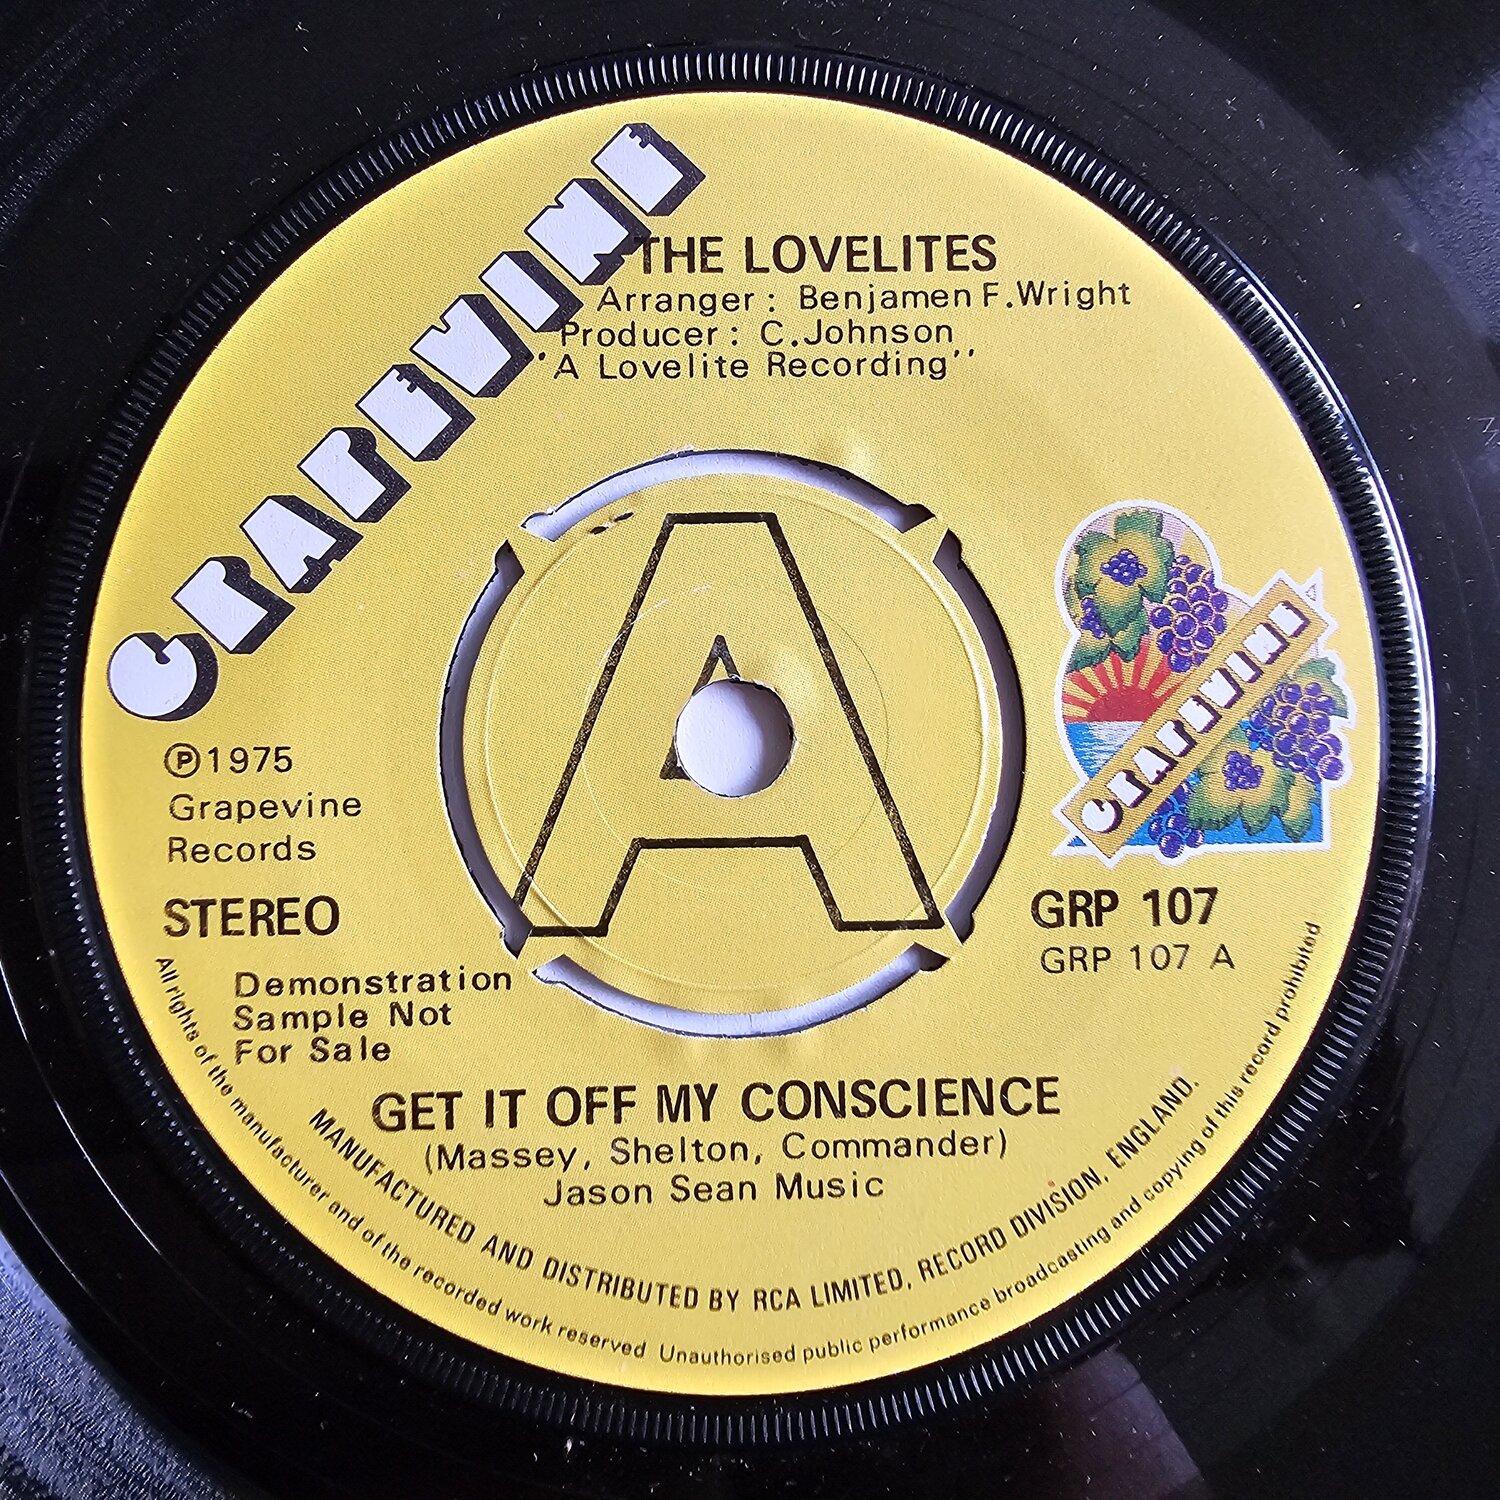 GRAPEVINE
THE LOVELITES
Arranger : Benjamen F.Wright
Producer : C.Johnson
''A Lovelite Recording''
A
GRAPEVINE
Ⓟ1975
Grapevine
Records
STEREO
GRP 107
GRP 107 A
Demonstration
Sample Not
For Sale
GET IT OFF MY CONSCIENCE
(Massey, Shelton, Commander)
Jason Sean Music
MANUFACTURED AND DISTRIBUTED BY RCA LIMITED, RECORD DIVISION, ENGLAND.
All rights of the manufacturer and of the recorded work reserved Unauthorised public performance broadcasting and copying of this record prohibited